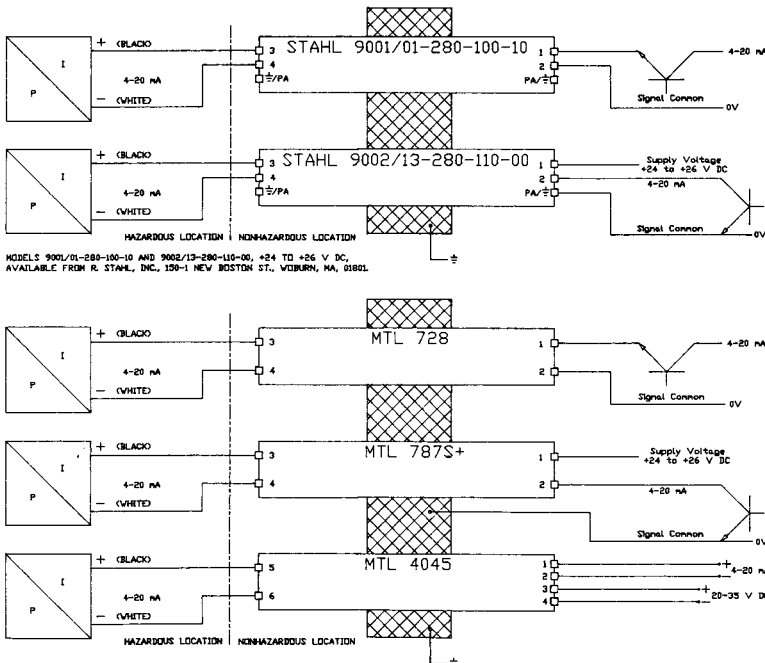 + (BLACK)
I
P
4-20 mA
- (WHITE)
3 STAHL 9001/01-280-100-10 1
4 2
⏚/PA PA/⏚
4-20 mA
Signal Common
0V
+ (BLACK)
I
P
4-20 mA
- (WHITE)
3 STAHL 9002/13-280-110-00 1
4 2
⏚/PA PA/⏚
Supply Voltage
+24 to +26 V DC
4-20 mA
Signal Common
0V
HAZARDOUS LOCATION NONHAZARDOUS LOCATION
MODELS 9001/01-280-100-10 AND 9002/13-280-110-00, +24 TO +26 V DC,
AVAILABLE FROM R. STAHL, INC., 150-1 NEW BOSTON ST., WOBURN, MA, 01801.
+ (BLACK)
I
P
4-20 mA
- (WHITE)
3 MTL 728 1
4 2
4-20 mA
Signal Common
0V
+ (BLACK)
I
P
4-20 mA
- (WHITE)
3 MTL 787S+ 1
4 2
Supply Voltage
+24 to +26 V DC
4-20 mA
Signal Common
0V
+ (BLACK)
I
P
4-20 mA
- (WHITE)
5 MTL 4045 1
6 2
3
4
+
4-20 mA
-
+
20-35 V DC
-
HAZARDOUS LOCATION NONHAZARDOUS LOCATION